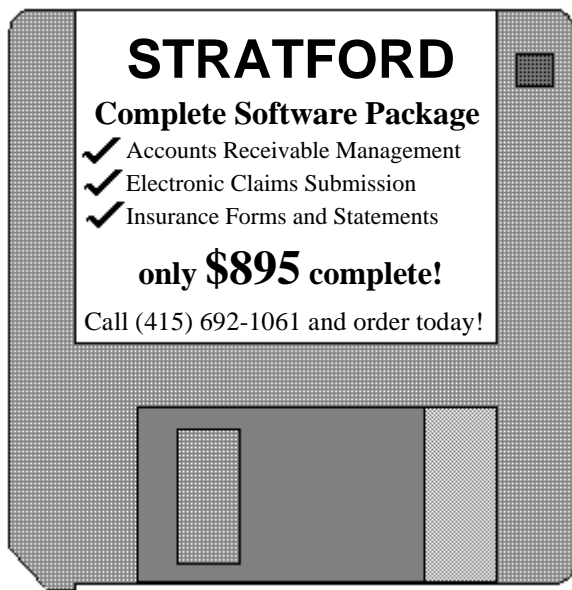 STRATFORD
Complete Software Package
Accounts Receivable Management
Electronic Claims Submission
Insurance Forms and Statements
only $895 complete!
Call (415) 692-1061 and order today!